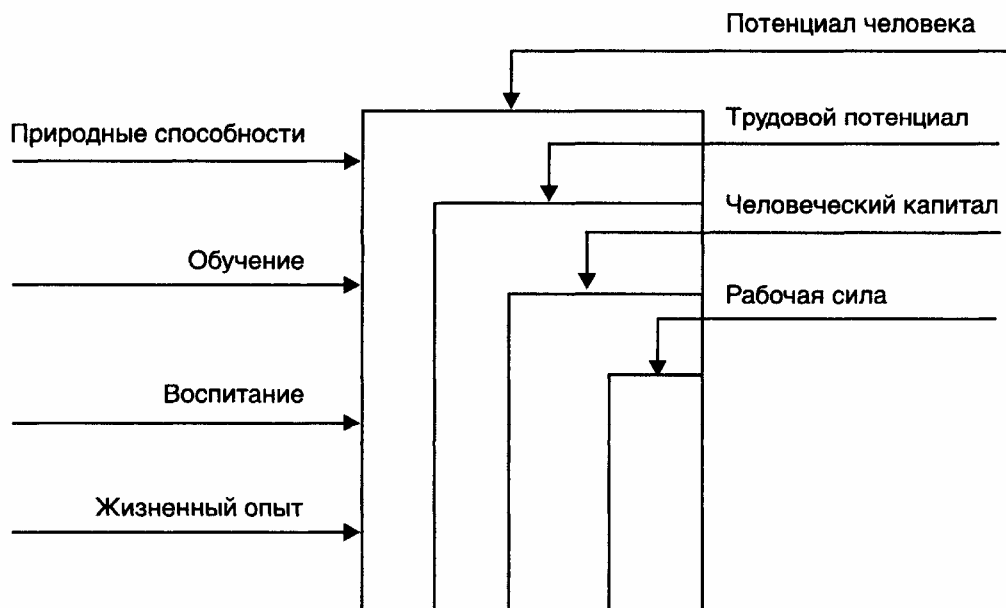 Потенциал человека
Природные способности
Трудовой потенциал
Человеческий капитал
Обучение
Рабочая сила
Воспитание
Жизненный опыт